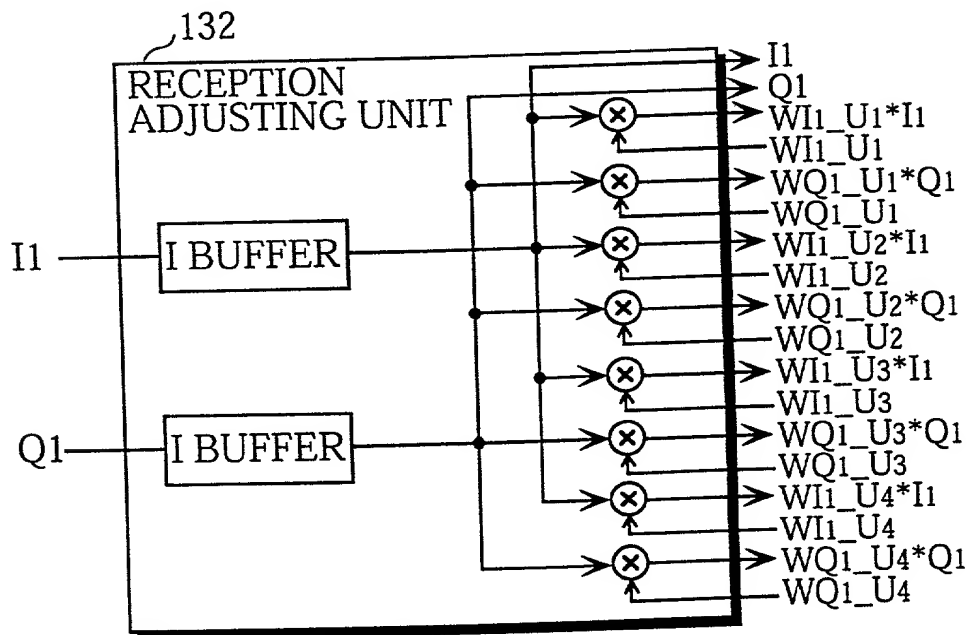 132
RECEPTION
ADJUSTING UNIT
I1
Q1
WI1_U1*I1
WI1_U1
WQ1_U1*Q1
WQ1_U1
WI1_U2*I1
I1
I BUFFER
WI1_U2
WQ1_U2*Q1
WQ1_U2
WI1_U3*I1
WI1_U3
Q1
I BUFFER
WQ1_U3*Q1
WQ1_U3
WI1_U4*I1
WI1_U4
WQ1_U4*Q1
WQ1_U4